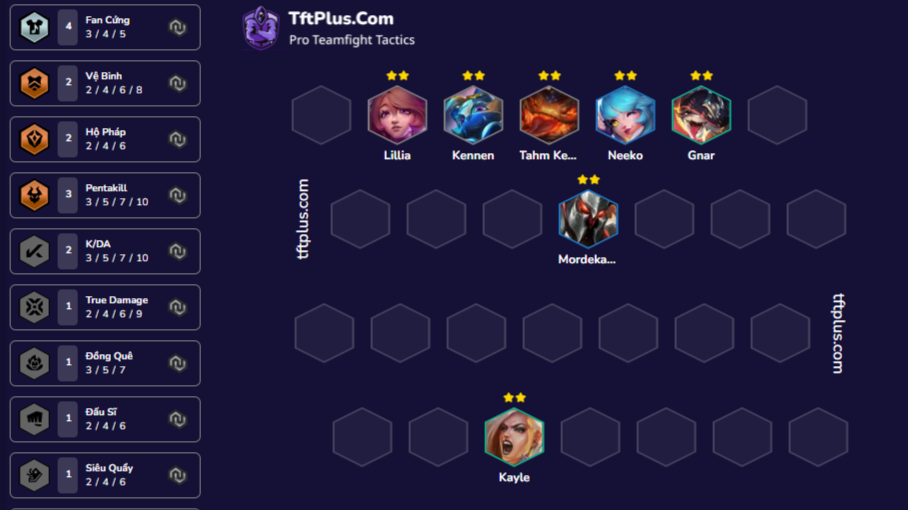 TftPlus.Com
Pro Teamfight Tactics
4
Fan Cứng
3 / 4 / 5
2
Vệ Binh
2 / 4 / 6 / 8
2
Hộ Pháp
2 / 4 / 6
3
Pentakill
3 / 5 / 7 / 10
2
K/DA
3 / 5 / 7 / 10
1
True Damage
2 / 4 / 6 / 9
1
Đồng Quê
3 / 5 / 7
1
Đấu Sĩ
2 / 4 / 6
1
Siêu Quẩy
2 / 4 / 6
Lillia
Kennen
Tahm Ke...
Neeko
Gnar
tftplus.com
Mordeka...
tftplus.com
Kayle